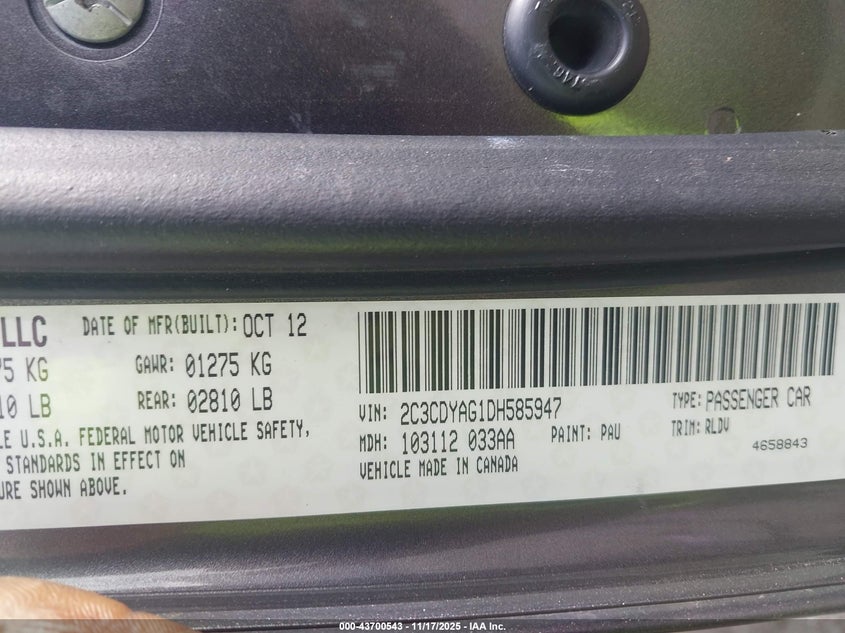 LLC DATE OF MFR(BUILT): OCT 12
75 KG GAWR: 01275 KG
10 LB REAR: 02810 LB
LE U.S.A. FEDERAL MOTOR VEHICLE SAFETY,
STANDARDS IN EFFECT ON
URE SHOWN ABOVE.
VIN: 2C3CDYAG1DH585947 TYPE: PASSENGER CAR
MDH: 103112 033AA PAINT: PAU TRIM: RLDV
VEHICLE MADE IN CANADA 4658843
000-43700543 - 11/17/2025 - IAA Inc.